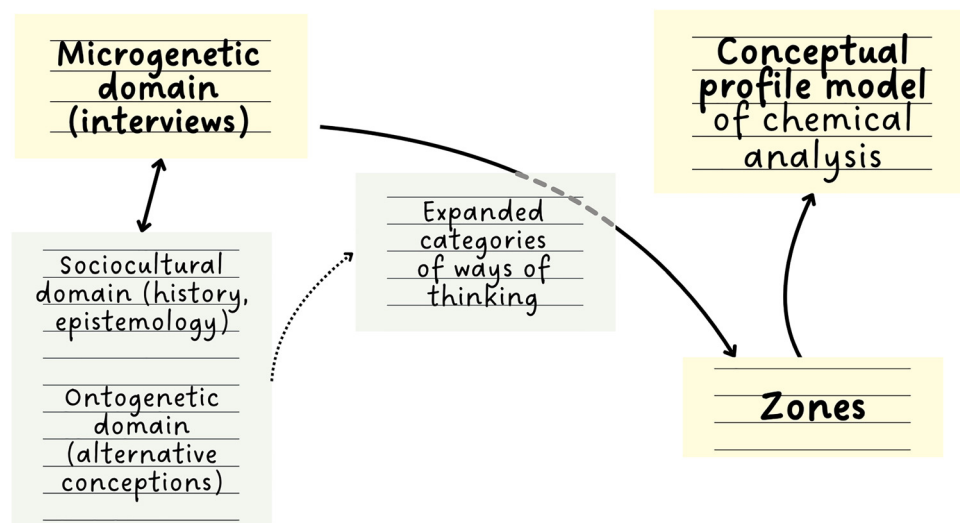 Microgenetic
domain
(interviews)
Conceptual
profile model
of chemical
analysis
Expanded
categories
of ways of
thinking
Sociocultural
domain (history,
epistemology)
Ontogenetic
domain
(alternative
conceptions)
Zones